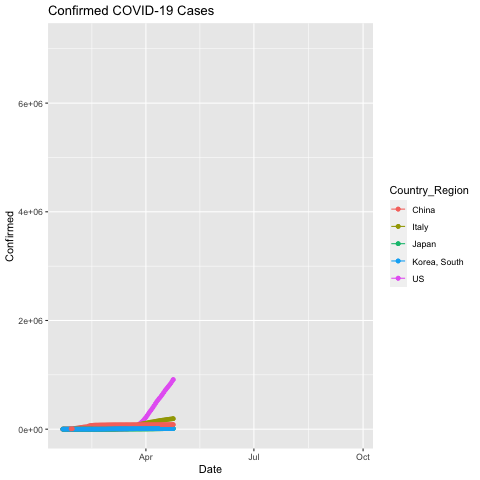 Confirmed COVID-19 Cases
6e+06
4e+06
2e+06
0e+00
Confirmed
Apr
Jul
Oct
Date
Country_Region
China
Italy
Japan
Korea, South
US